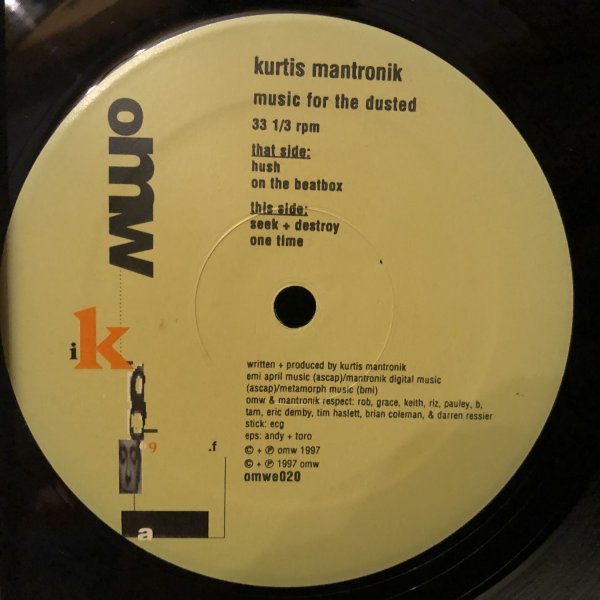 kurtis mantronik
music for the dusted
33 1/3 rpm
that side:
hush
on the beatbox
this side:
seek + destroy
one time
omw
i
k
9
.f
a
written + produced by kurtis mantronik
emi april music (ascap)/mantronik digital music
(ascap)/metamorph music (bmi)
omw & mantronik respect: rob, grace, keith, riz, pauley, b,
tam, eric demby, tim haslett, brian coleman, & darren ressler
stick: ecg
eps: andy + toro
© + ℗ omw 1997
© + ℗ 1997 omw
omwe020